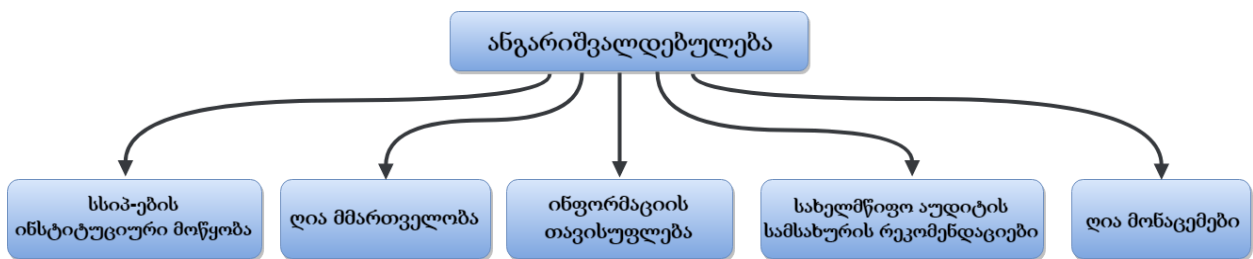 ანგარიშვალდებულება
სსიპ-ების
ინსტიტუციური მოწყობა
ღია მმართველობა
ინფორმაციის
თავისუფლება
სახელმწიფო აუდიტის
სამსახურის რეკომენდაციები
ღია მონაცემები